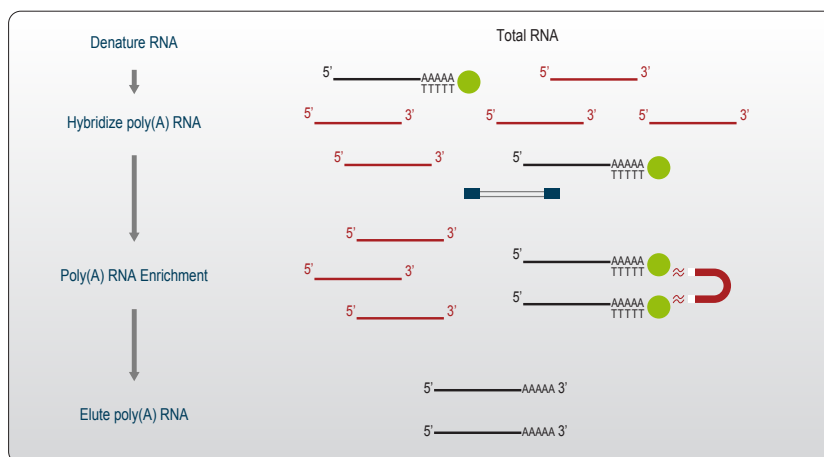 Denature RNA
Total RNA
5’ AAAAA
TTTTT
5’ 3’
Hybridize poly(A) RNA
5’ 3’
5’ 3’
5’ 3’
5’ 3’
5’ AAAAA
TTTTT
5’ 3’
Poly(A) RNA Enrichment
5’ 3’
5’ AAAAA
TTTTT
5’ 3’
5’ AAAAA
TTTTT
5’ AAAAA 3’
Elute poly(A) RNA
5’ AAAAA 3’